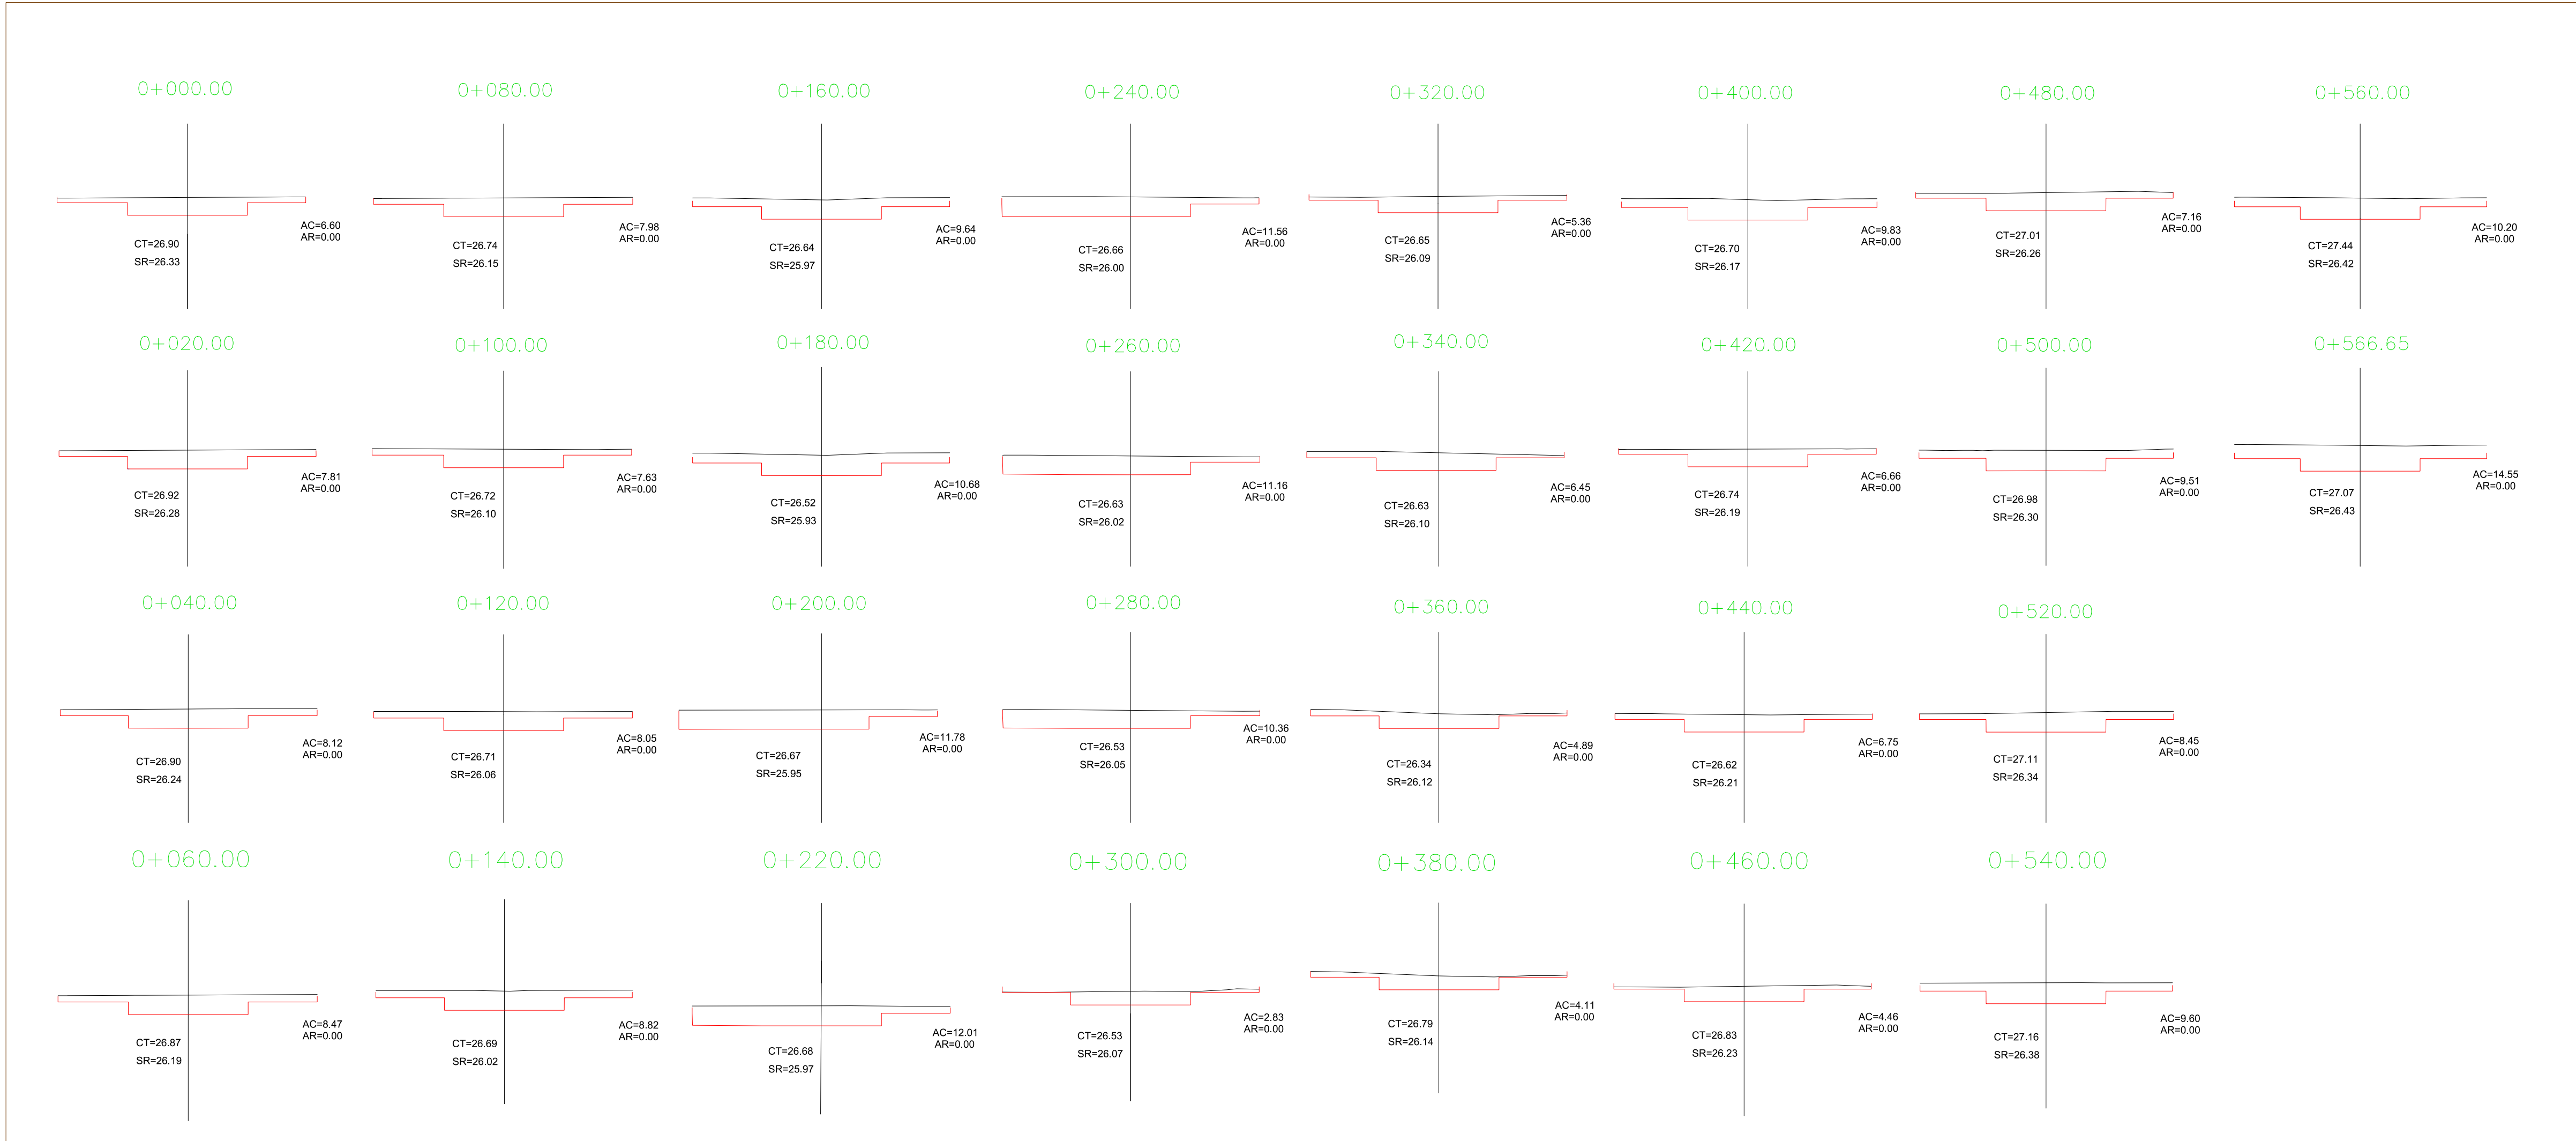 0+000.00
CT=26.90
SR=26.33
AC=6.60
AR=0.00
0+080.00
CT=26.74
SR=26.15
AC=7.98
AR=0.00
0+160.00
CT=26.64
SR=25.97
AC=9.64
AR=0.00
0+240.00
CT=26.66
SR=26.00
AC=11.56
AR=0.00
0+320.00
CT=26.65
SR=26.09
AC=5.36
AR=0.00
0+400.00
CT=26.70
SR=26.17
AC=9.83
AR=0.00
0+480.00
CT=27.01
SR=26.26
AC=7.16
AR=0.00
0+560.00
CT=27.44
SR=26.42
AC=10.20
AR=0.00
0+020.00
CT=26.92
SR=26.28
AC=7.81
AR=0.00
0+100.00
CT=26.72
SR=26.10
AC=7.63
AR=0.00
0+180.00
CT=26.52
SR=25.93
AC=10.68
AR=0.00
0+260.00
CT=26.63
SR=26.02
AC=11.16
AR=0.00
0+340.00
CT=26.63
SR=26.10
AC=6.45
AR=0.00
0+420.00
CT=26.74
SR=26.19
AC=6.66
AR=0.00
0+500.00
CT=26.98
SR=26.30
AC=9.51
AR=0.00
0+566.65
CT=27.07
SR=26.43
AC=14.55
AR=0.00
0+040.00
CT=26.90
SR=26.24
AC=8.12
AR=0.00
0+120.00
CT=26.71
SR=26.06
AC=8.05
AR=0.00
0+200.00
CT=26.67
SR=25.95
AC=11.78
AR=0.00
0+280.00
CT=26.53
SR=26.05
AC=10.36
AR=0.00
0+360.00
CT=26.34
SR=26.12
AC=4.89
AR=0.00
0+440.00
CT=26.62
SR=26.21
AC=6.75
AR=0.00
0+520.00
CT=27.11
SR=26.34
AC=8.45
AR=0.00
0+060.00
CT=26.87
SR=26.19
AC=8.47
AR=0.00
0+140.00
CT=26.69
SR=26.02
AC=8.82
AR=0.00
0+220.00
CT=26.68
SR=25.97
AC=12.01
AR=0.00
0+300.00
CT=26.53
SR=26.07
AC=2.83
AR=0.00
0+380.00
CT=26.79
SR=26.14
AC=4.11
AR=0.00
0+460.00
CT=26.83
SR=26.23
AC=4.46
AR=0.00
0+540.00
CT=27.16
SR=26.38
AC=9.60
AR=0.00